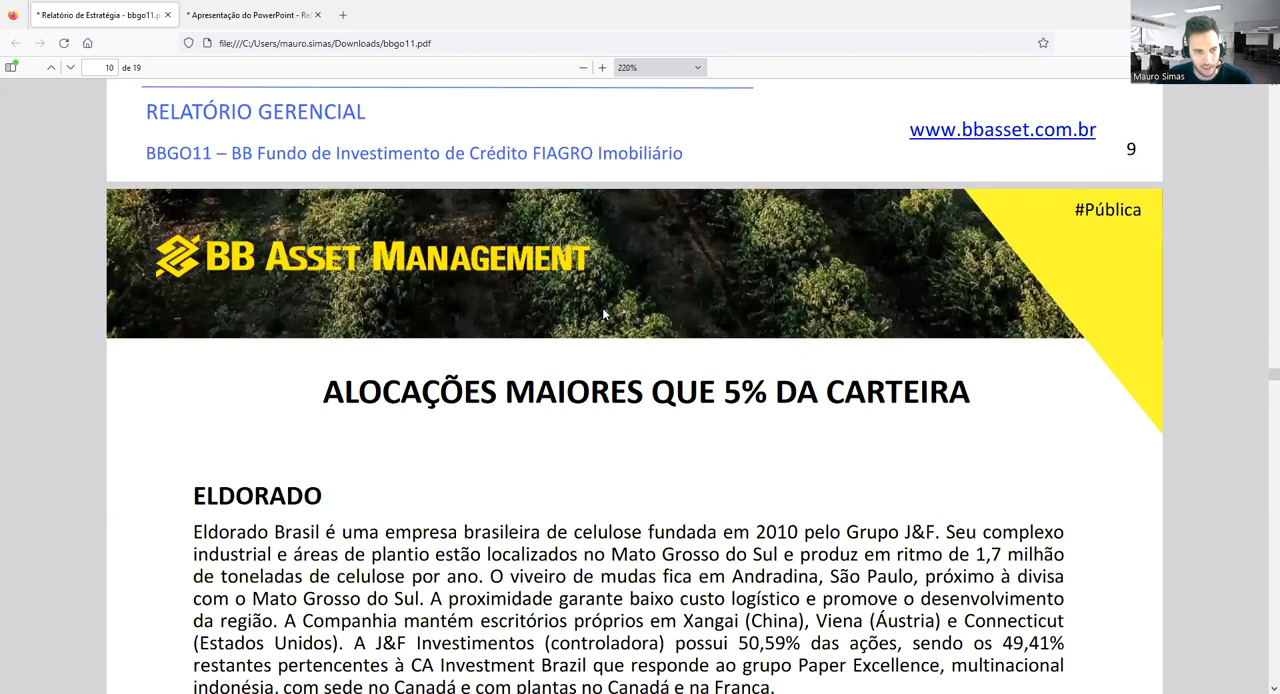 * Relatório de Estratégia - bbgo11.p
* Apresentação do PowerPoint - Re
file:///C:/Users/mauro.simas/Downloads/bbgo11.pdf
10 de 19
220%
Mauro Simas
RELATÓRIO GERENCIAL
www.bbasset.com.br
BBGO11 – BB Fundo de Investimento de Crédito FIAGRO Imobiliário
9
#Pública
BB ASSET MANAGEMENT
ALOCAÇÕES MAIORES QUE 5% DA CARTEIRA
ELDORADO
Eldorado Brasil é uma empresa brasileira de celulose fundada em 2010 pelo Grupo J&F. Seu complexo
industrial e áreas de plantio estão localizados no Mato Grosso do Sul e produz em ritmo de 1,7 milhão
de toneladas de celulose por ano. O viveiro de mudas fica em Andradina, São Paulo, próximo à divisa
com o Mato Grosso do Sul. A proximidade garante baixo custo logístico e promove o desenvolvimento
da região. A Companhia mantém escritórios próprios em Xangai (China), Viena (Áustria) e Connecticut
(Estados Unidos). A J&F Investimentos (controladora) possui 50,59% das ações, sendo os 49,41%
restantes pertencentes à CA Investment Brazil que responde ao grupo Paper Excellence, multinacional
indonésia, com sede no Canadá e com plantas no Canadá e na França.